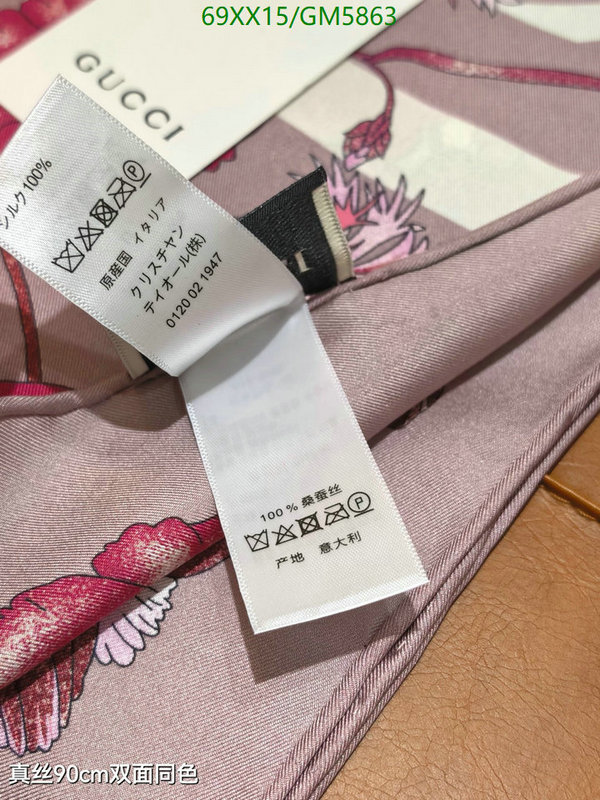 69XX15/GM5863
GUCCI
シルク100%
原産国 イタリア
クリスチャン
ディオール(株)
0120 02 1947
100 % 桑蚕丝
产地 意大利
真丝90cm双面同色